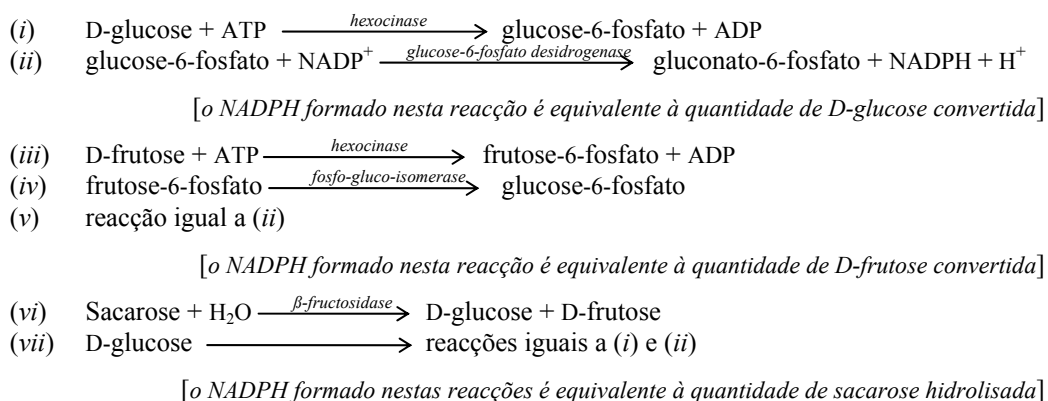 (i) D-glucose + ATP hexocinase glucose-6-fosfato + ADP
(ii) glucose-6-fosfato + NADP+ glucose-6-fosfato desidrogenase gluconato-6-fosfato + NADPH + H+
[o NADPH formado nesta reacção é equivalente à quantidade de D-glucose convertida]
(iii) D-frutose + ATP hexocinase frutose-6-fosfato + ADP
(iv) frutose-6-fosfato fosfo-gluco-isomerase glucose-6-fosfato
(v) reacção igual a (ii)
[o NADPH formado nesta reacção é equivalente à quantidade de D-frutose convertida]
(vi) Sacarose + H2O ß-fructosidase D-glucose + D-frutose
(vii) D-glucose reacções iguais a (i) e (ii)
[o NADPH formado nestas reacções é equivalente à quantidade de sacarose hidrolisada]